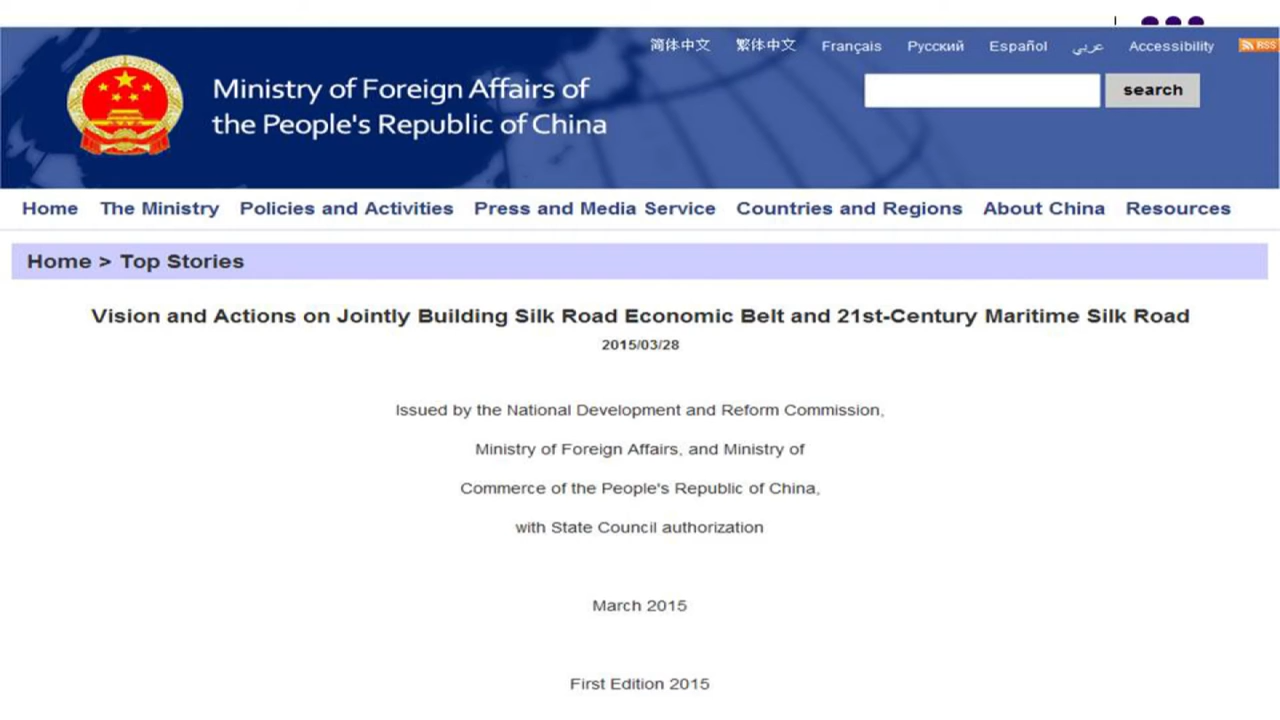 简体中文 繁体中文 Français Русский Español عربي Accessibility RSS
Ministry of Foreign Affairs of
the People's Republic of China
search
Home The Ministry Policies and Activities Press and Media Service Countries and Regions About China Resources
Home > Top Stories
Vision and Actions on Jointly Building Silk Road Economic Belt and 21st-Century Maritime Silk Road
2015/03/28
Issued by the National Development and Reform Commission,
Ministry of Foreign Affairs, and Ministry of
Commerce of the People's Republic of China,
with State Council authorization
March 2015
First Edition 2015